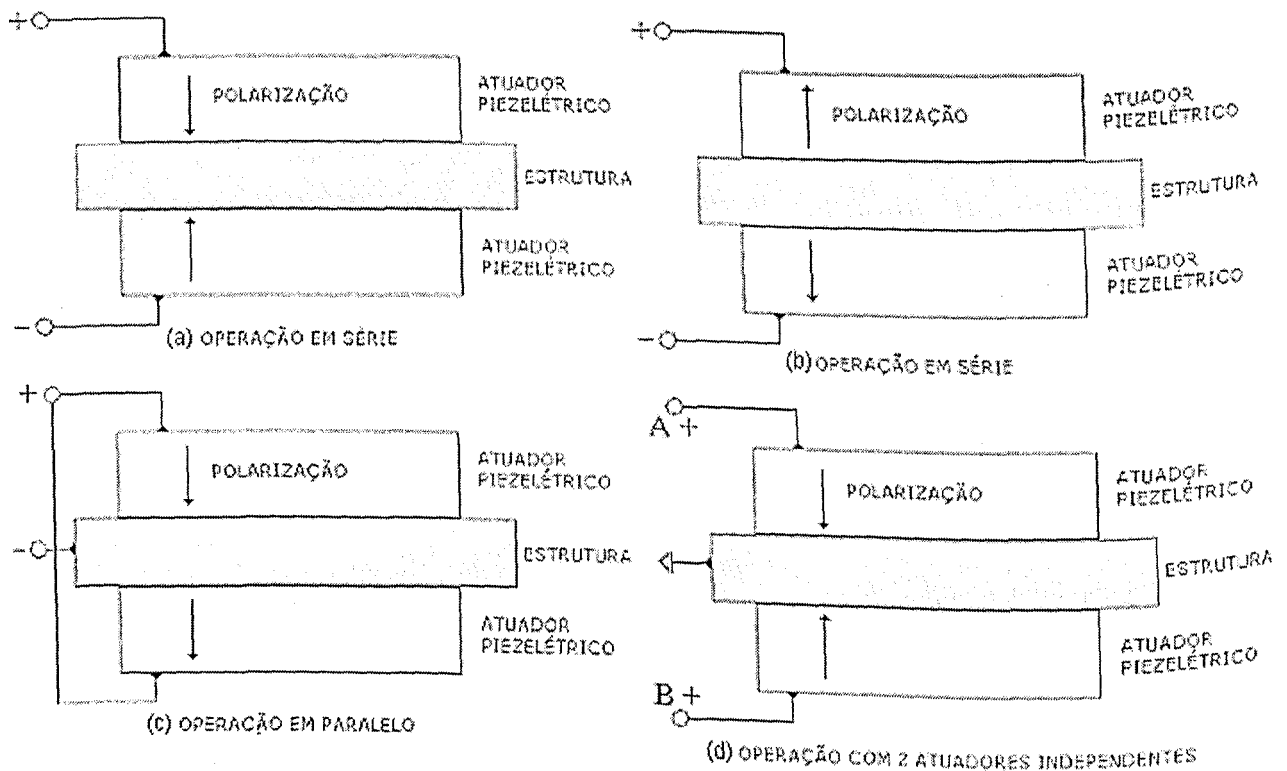 +
POLARIZAÇÃO
ATUADOR
PIEZELÉTRICO
ESTRUTURA
ATUADOR
PIEZELÉTRICO
-
(a) OPERAÇÃO EM SÉRIE
+
POLARIZAÇÃO
ATUADOR
PIEZELÉTRICO
ESTRUTURA
ATUADOR
PIEZELÉTRICO
-
(b) OPERAÇÃO EM SÉRIE
+
POLARIZAÇÃO
ATUADOR
PIEZELÉTRICO
-
ESTRUTURA
ATUADOR
PIEZELÉTRICO
(c) OPERAÇÃO EM PARALELO
A +
POLARIZAÇÃO
ATUADOR
PIEZELÉTRICO
ESTRUTURA
ATUADOR
PIEZELÉTRICO
B +
(d) OPERAÇÃO COM 2 ATUADORES INDEPENDENTES